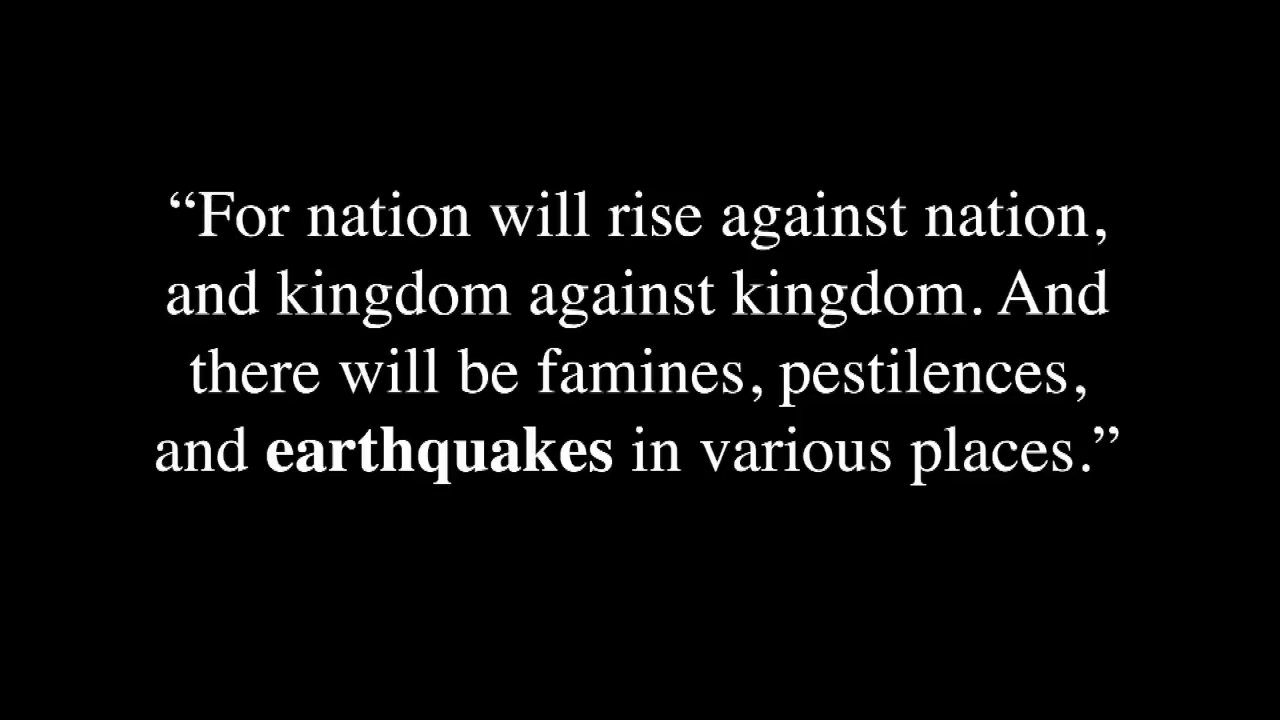 “For nation will rise against nation,
and kingdom against kingdom. And
there will be famines, pestilences,
and earthquakes in various places.”